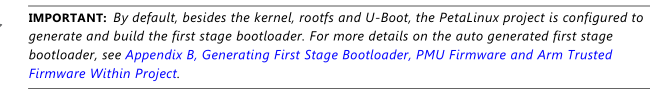 IMPORTANT: By default, besides the kernel, rootfs and U-Boot, the PetaLinux project is configured to
generate and build the first stage bootloader. For more details on the auto generated first stage
bootloader, see Appendix B, Generating First Stage Bootloader, PMU Firmware and Arm Trusted
Firmware Within Project.